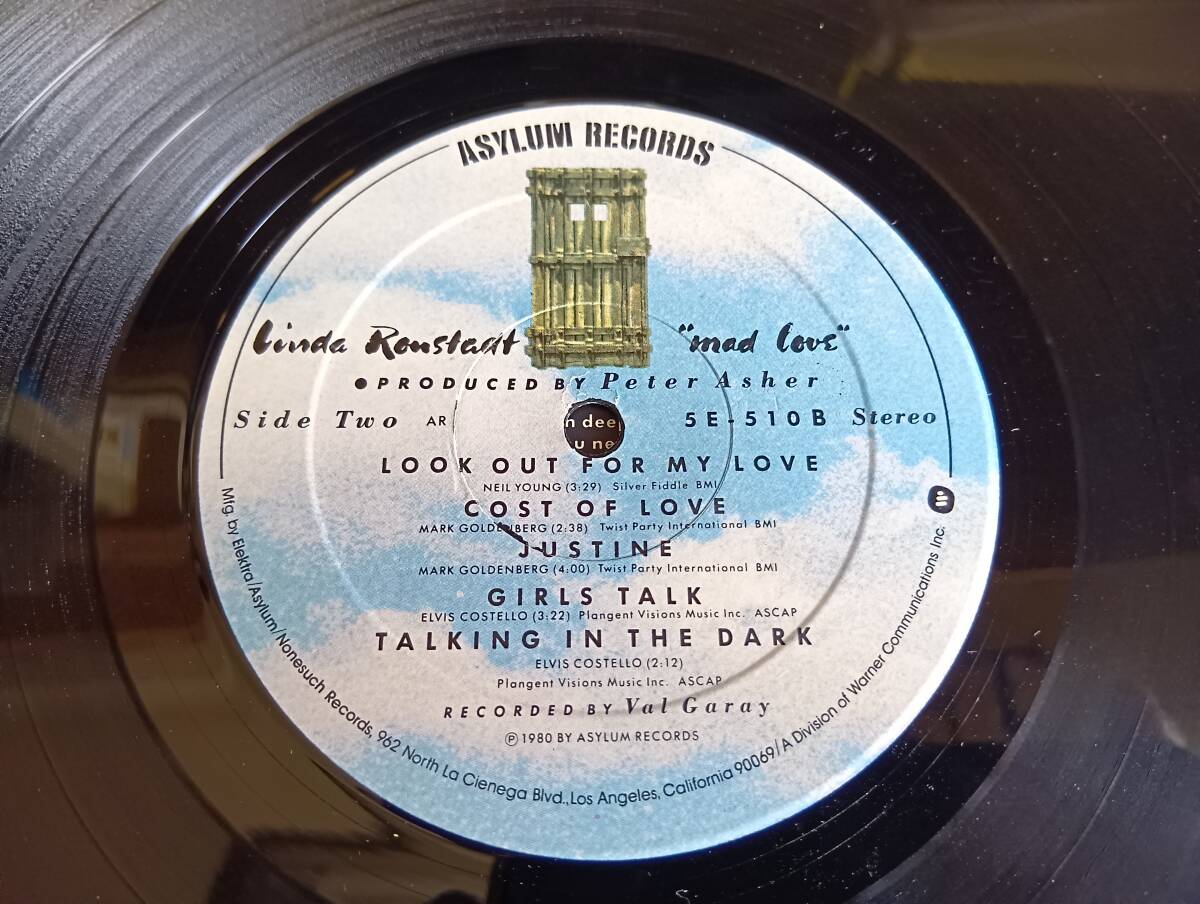 ASYLUM RECORDS
Linda Ronstadt "mad love"
●PRODUCED BY Peter Asher
Side Two AR 5E-510B Stereo
LOOK OUT FOR MY LOVE
NEIL YOUNG (3:29) Silver Fiddle BMI
COST OF LOVE
MARK GOLDENBERG (2:38) Twist Party International BMI
JUSTINE
MARK GOLDENBERG (4:00) Twist Party International BMI
GIRLS TALK
ELVIS COSTELLO (3:22) Plangent Visions Music Inc. ASCAP
TALKING IN THE DARK
ELVIS COSTELLO (2:12)
Plangent Visions Music Inc. ASCAP
RECORDED BY Val Garay
Ⓟ 1980 BY ASYLUM RECORDS
Mfg. by Elektra/Asylum/Nonesuch Records, 962 North La Cienega Blvd., Los Angeles, California 90069/A Division of Warner Communications Inc.